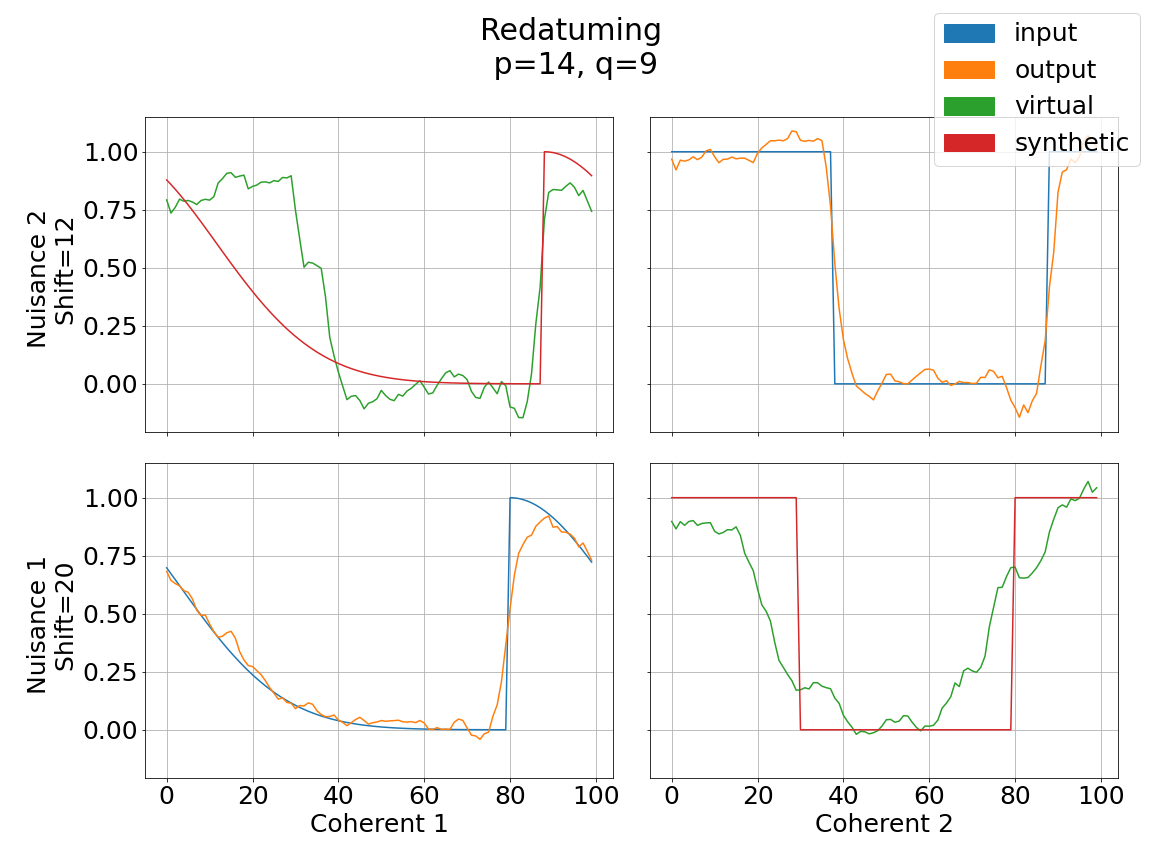 Redatuming
p=14, q=9
input
output
virtual
synthetic
Nuisance 2
Shift=12
1.00
0.75
0.50
0.25
0.00
Nuisance 1
Shift=20
1.00
0.75
0.50
0.25
0.00
0 20 40 60 80 100
0 20 40 60 80 100
Coherent 1
Coherent 2